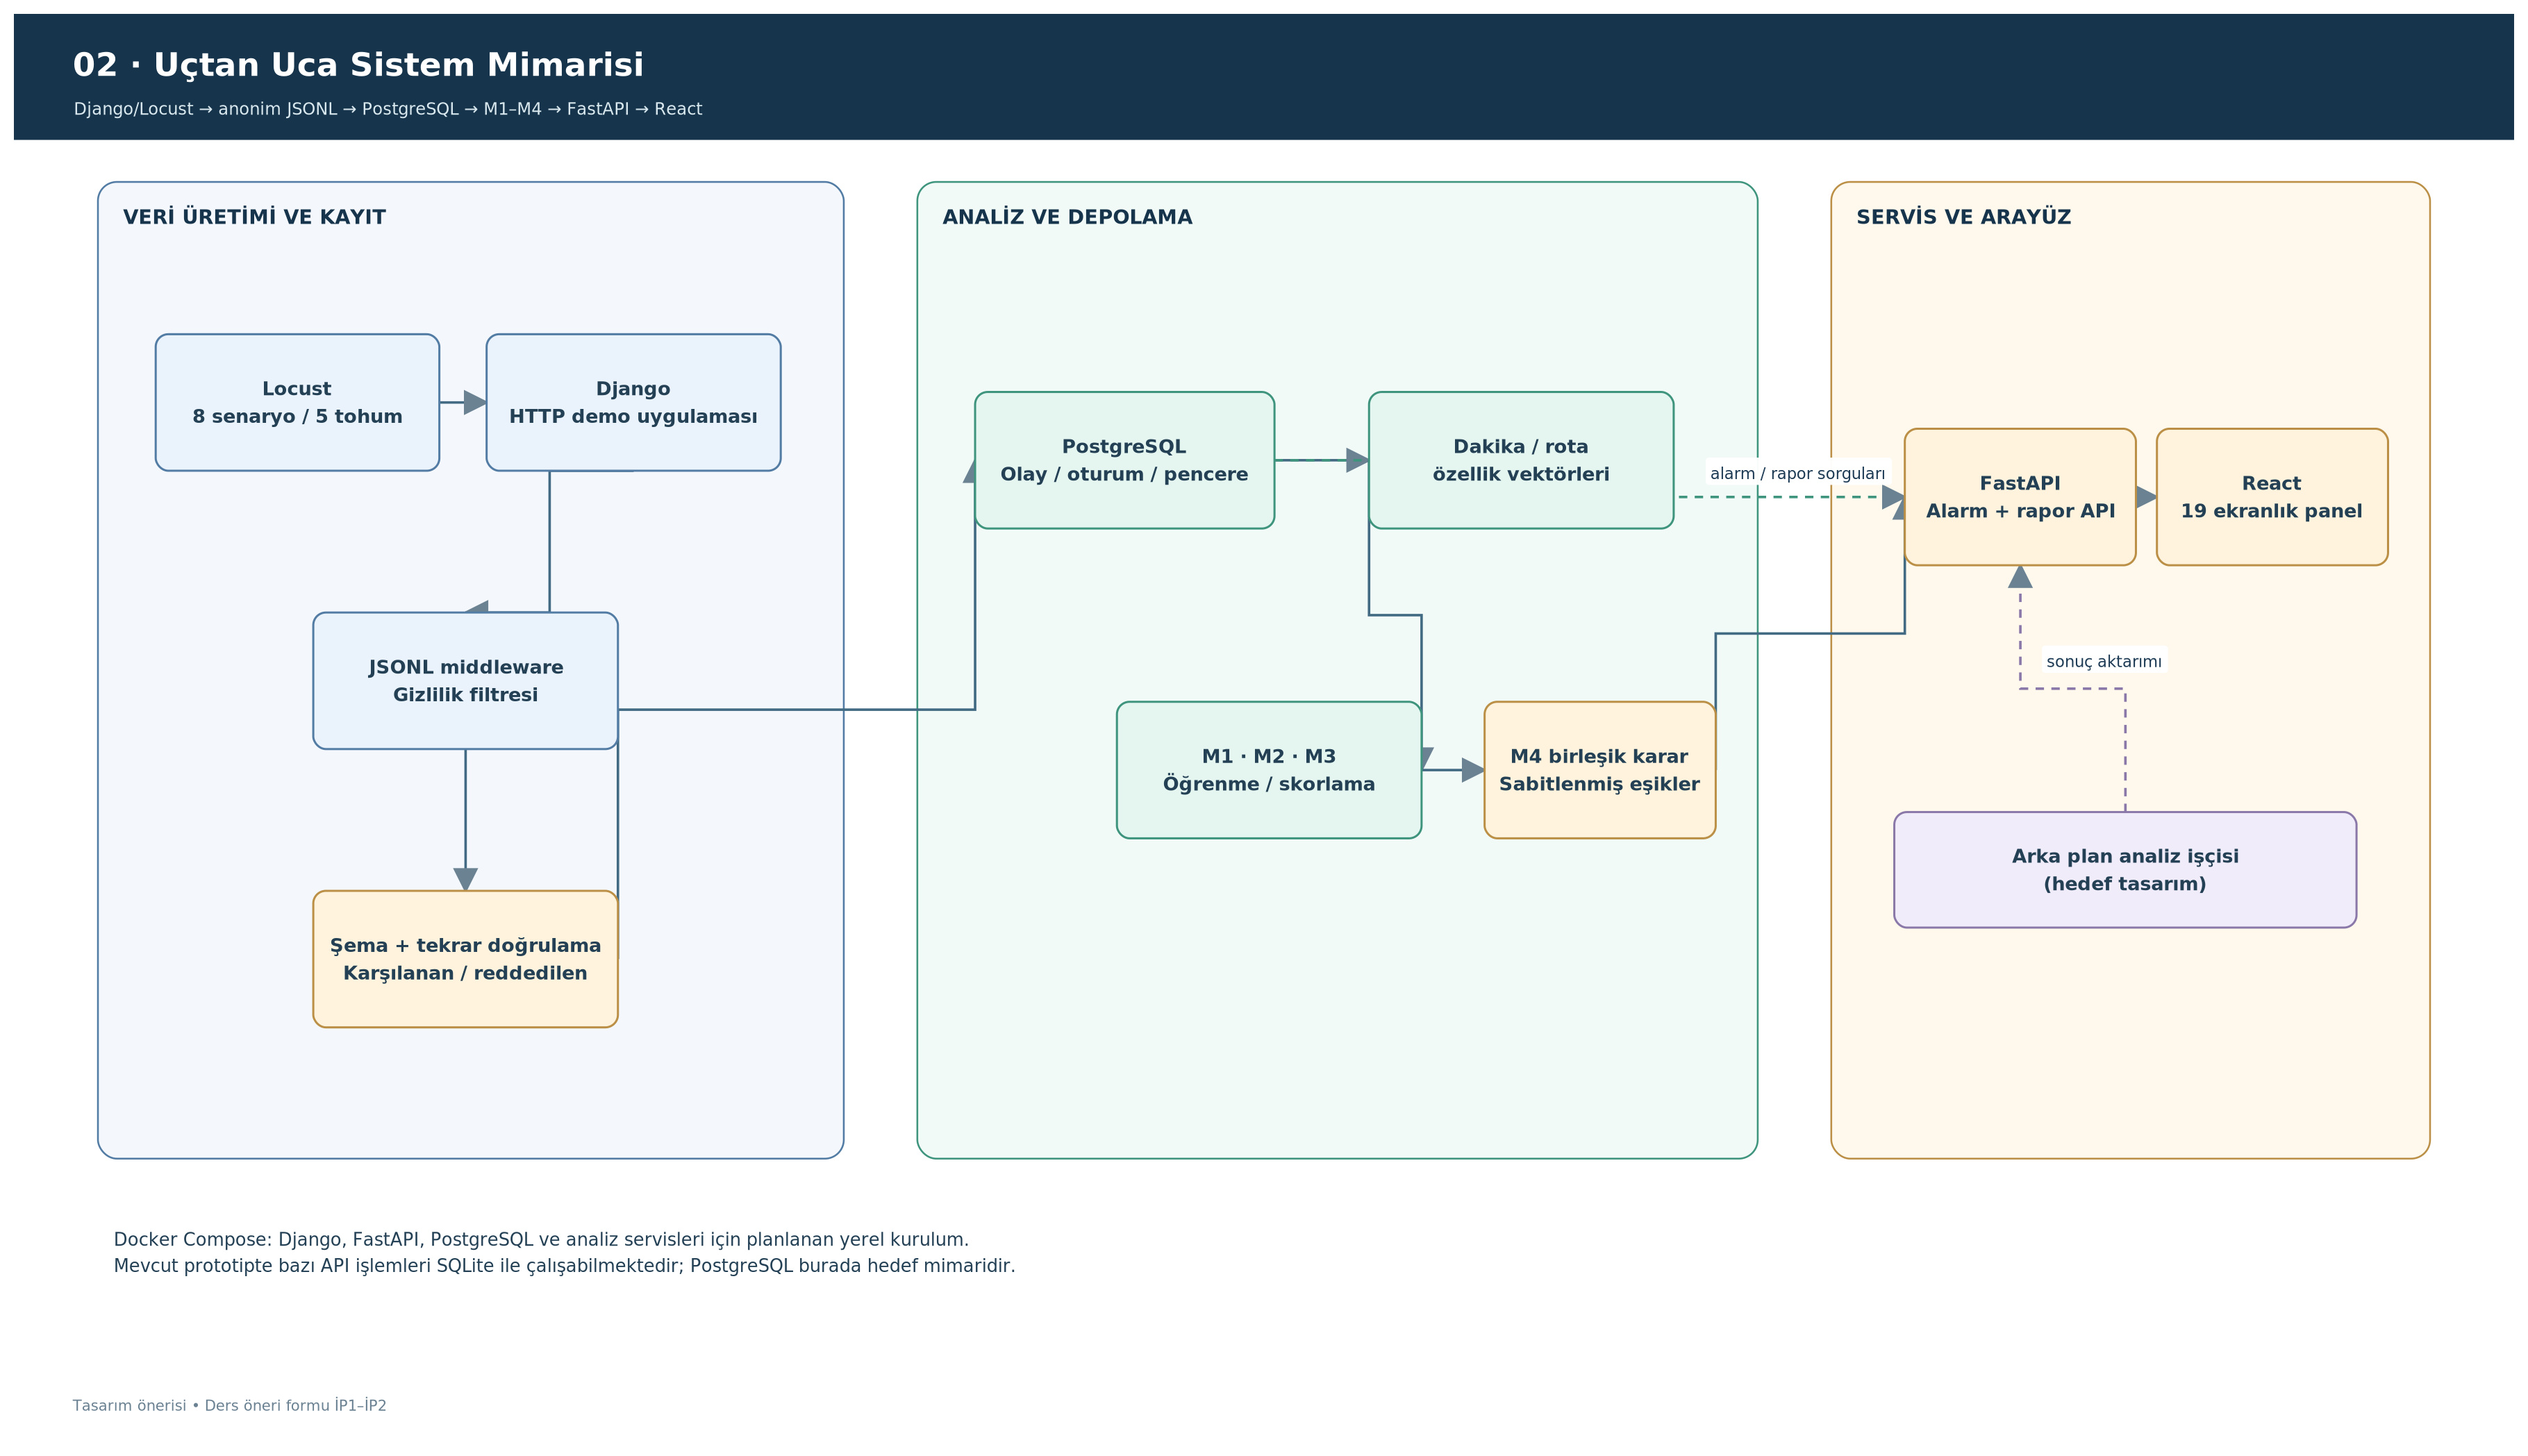 02 · Uçtan Uca Sistem Mimarisi
Django/Locust → anonim JSONL → PostgreSQL → M1–M4 → FastAPI → React
VERİ ÜRETİMİ VE KAYIT
Locust
8 senaryo / 5 tohum
Django
HTTP demo uygulaması
JSONL middleware
Gizlilik filtresi
Şema + tekrar doğrulama
Karşılanan / reddedilen
ANALİZ VE DEPOLAMA
PostgreSQL
Olay / oturum / pencere
Dakika / rota
özellik vektörleri
M1 · M2 · M3
Öğrenme / skorlama
M4 birleşik karar
Sabitlenmiş eşikler
alarm / rapor sorguları
SERVİS VE ARAYÜZ
FastAPI
Alarm + rapor API
React
19 ekranlık panel
sonuç aktarımı
Arka plan analiz işçisi
(hedef tasarım)
Docker Compose: Django, FastAPI, PostgreSQL ve analiz servisleri için planlanan yerel kurulum.
Mevcut prototipte bazı API işlemleri SQLite ile çalışabilmektedir; PostgreSQL burada hedef mimaridir.
Tasarım önerisi • Ders öneri formu İP1–İP2